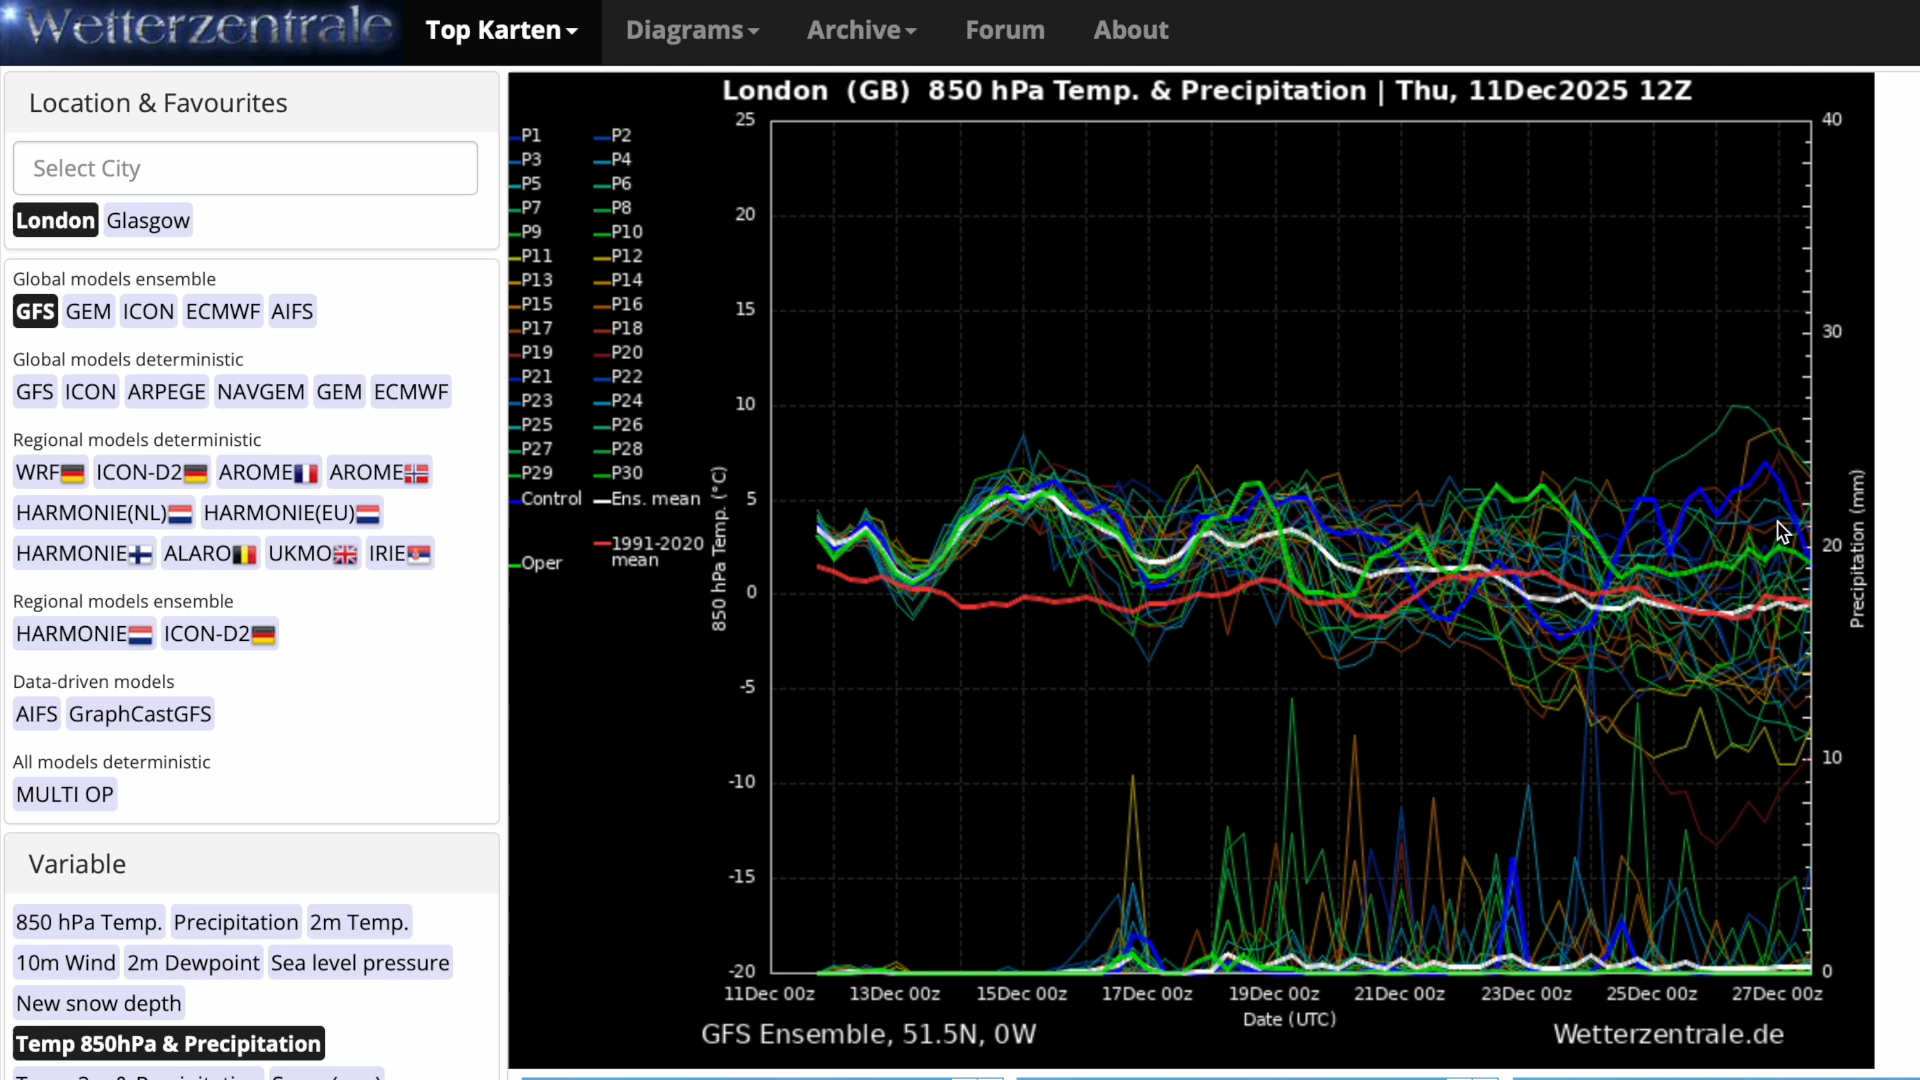 Wetterzentrale
Top Karten
Diagrams
Archive
Forum
About
Location & Favourites
Select City
London Glasgow
Global models ensemble
GFS GEM ICON ECMWF AIFS
Global models deterministic
GFS ICON ARPEGE NAVGEM GEM ECMWF
Regional models deterministic
WRF ICON-D2 AROME AROME
HARMONIE(NL) HARMONIE(EU)
HARMONIE ALARO UKMO IRIE
Regional models ensemble
HARMONIE ICON-D2
Data-driven models
AIFS GraphCastGFS
All models deterministic
MULTI OP
Variable
850 hPa Temp. Precipitation 2m Temp.
10m Wind 2m Dewpoint Sea level pressure
New snow depth
Temp 850hPa & Precipitation
London (GB) 850 hPa Temp. & Precipitation | Thu, 11Dec2025 12Z
P1 P2
P3 P4
P5 P6
P7 P8
P9 P10
P11 P12
P13 P14
P15 P16
P17 P18
P19 P20
P21 P22
P23 P24
P25 P26
P27 P28
P29 P30
Control Ens. mean
Oper 1991-2020
mean
850 hPa Temp. (°C)
25
20
15
10
5
0
-5
-10
-15
-20
40
30
20
10
0
Precipitation (mm)
11Dec 00z 13Dec 00z 15Dec 00z 17Dec 00z 19Dec 00z 21Dec 00z 23Dec 00z 25Dec 00z 27Dec 00z
Date (UTC)
GFS Ensemble, 51.5N, 0W
Wetterzentrale.de